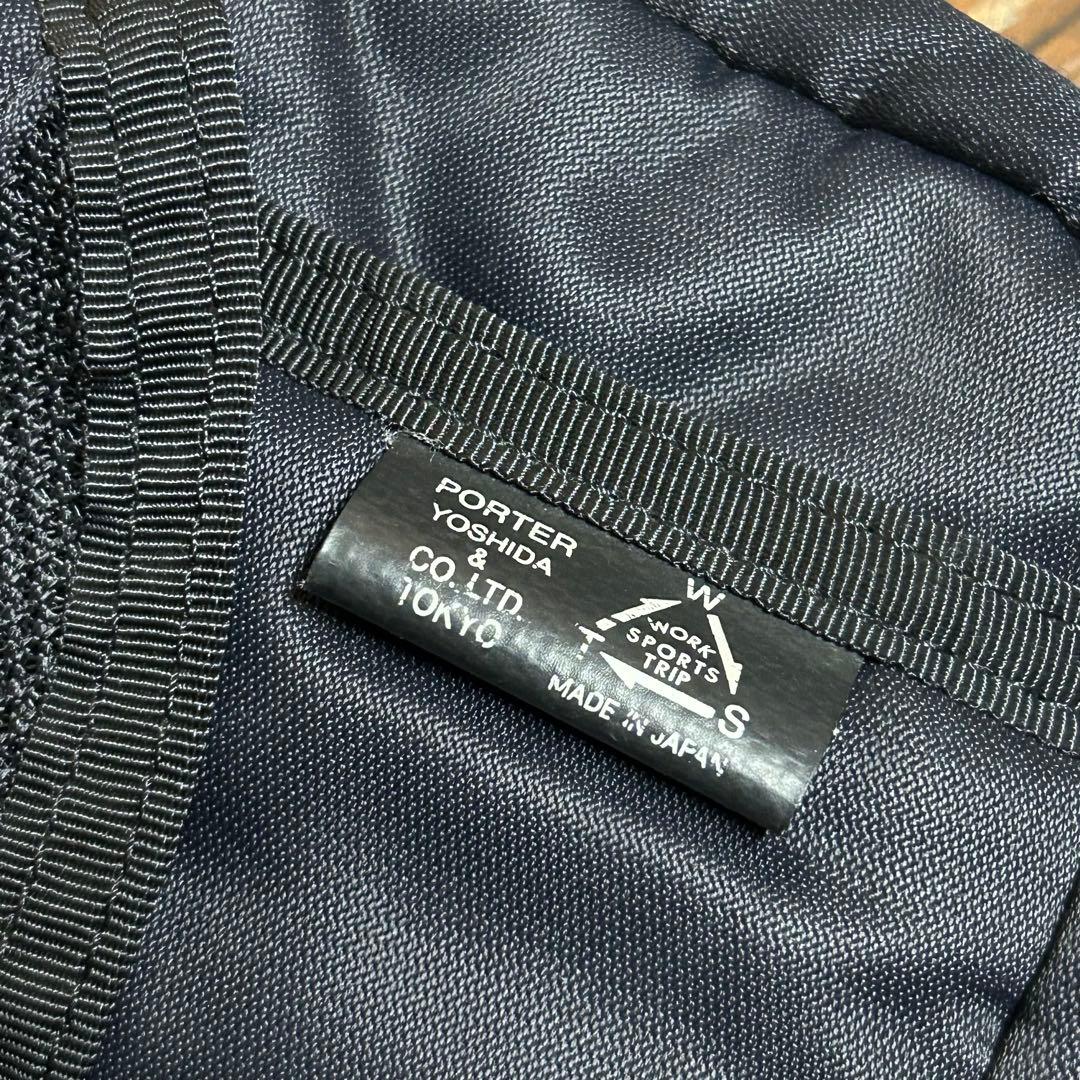 PORTER
YOSHIDA
&
CO.,LTD.
TOKYO
W
WORK
SPORTS
TRIP
T
S
MADE IN JAPAN